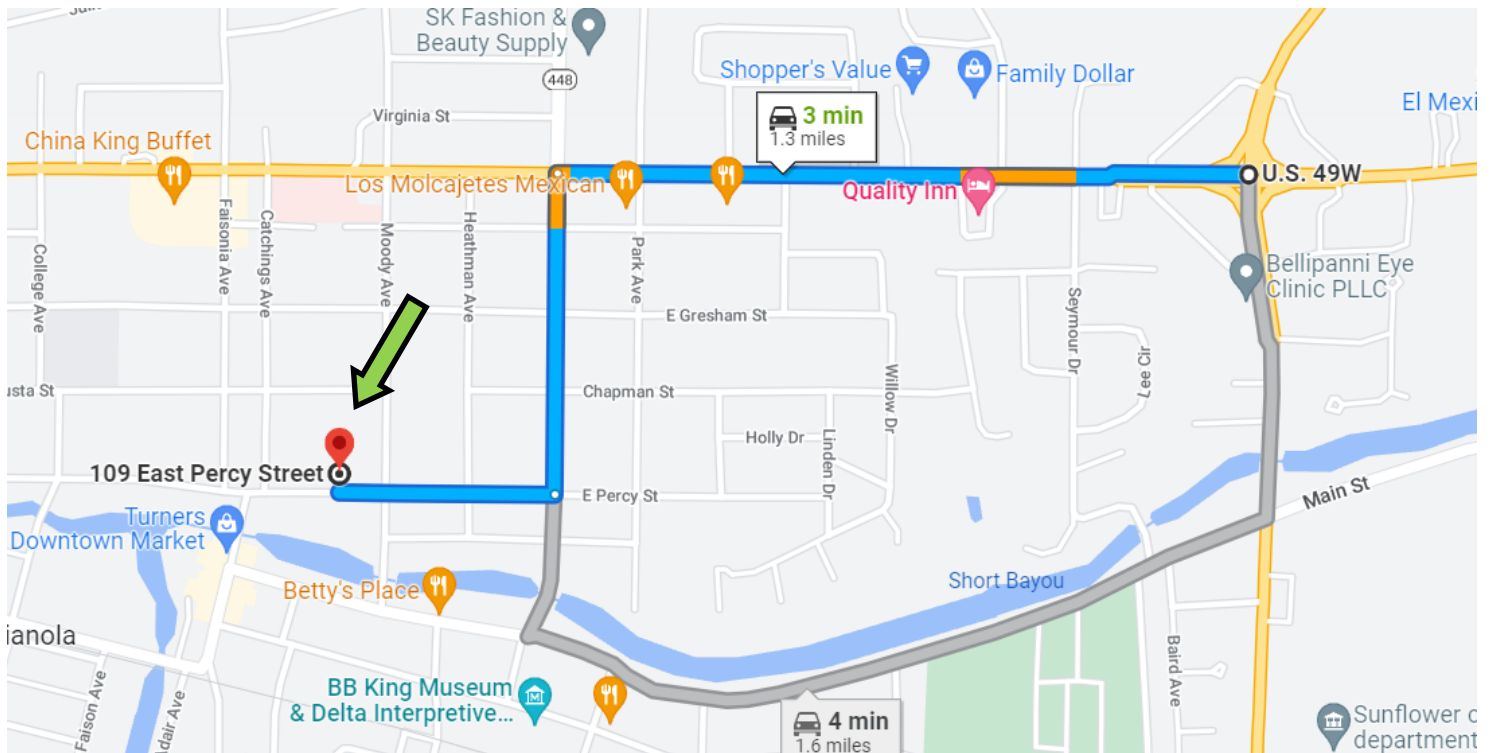 SK Fashion &
Beauty Supply
448
Shopper's Value
Family Dollar
El Mexi
Virginia St
3 min
1.3 miles
China King Buffet
Los Molcajetes Mexican
Quality Inn
U.S. 49W
Faisonia Ave
Catchings Ave
Moody Ave
Heathman Ave
Park Ave
College Ave
Bellipanni Eye
Clinic PLLC
E Gresham St
Seymour Dr
Lee Cir
Willow Dr
usta St
Chapman St
Holly Dr
Linden Dr
109 East Percy Street
E Percy St
Main St
Turners
Downtown Market
Betty's Place
Short Bayou
ianola
Baird Ave
Faison Ave
Adair Ave
BB King Museum
& Delta Interpretive...
4 min
1.6 miles
Sunflower c
department